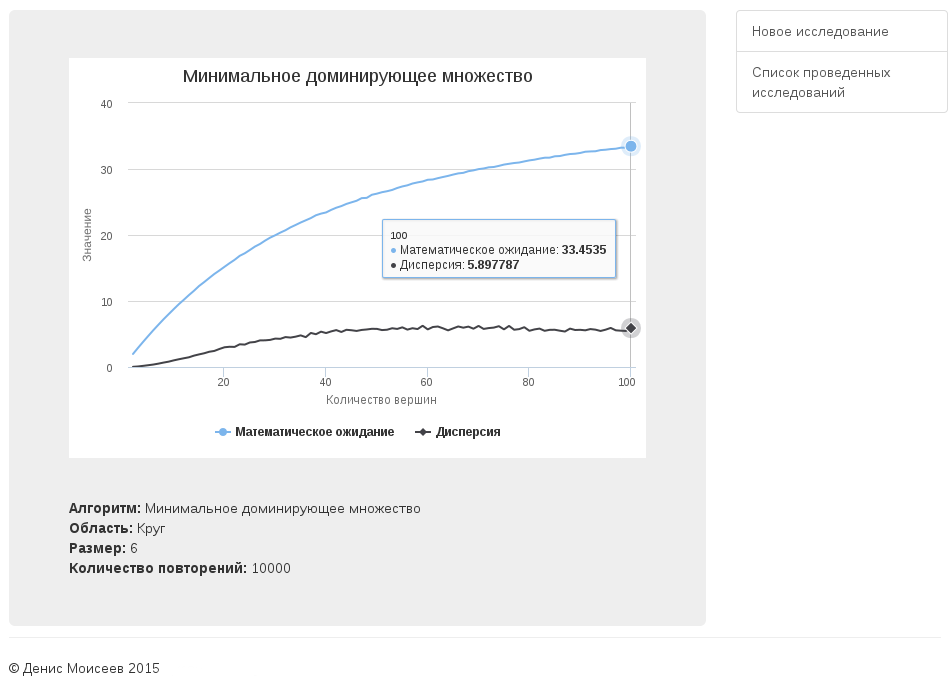 Минимальное доминирующее множество
40
30
20
10
0
Значение
100
● Математическое ожидание: 33.4535
● Дисперсия: 5.897787
20 40 60 80 100
Количество вершин
Математическое ожидание Дисперсия
Алгоритм: Минимальное доминирующее множество
Область: Круг
Размер: 6
Количество повторений: 10000
Новое исследование
Список проведенных
исследований
© Денис Моисеев 2015